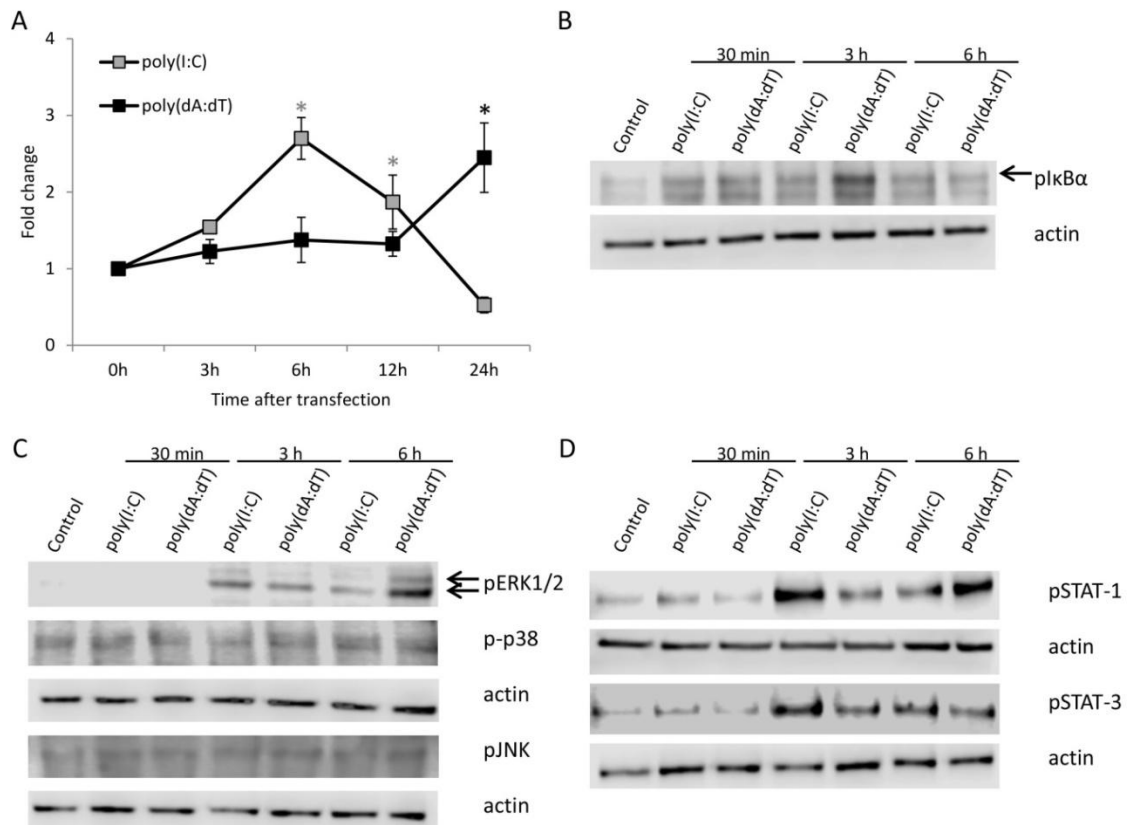 A
4
3
2
1
0
Fold change
poly(I:C)
poly(dA:dT)
*
*
*
0h
3h
6h
12h
24h
Time after transfection
B
30 min
3 h
6 h
Control
poly(I:C)
poly(dA:dT)
poly(I:C)
poly(dA:dT)
poly(I:C)
poly(dA:dT)
pIκBα
actin
C
30 min
3 h
6 h
Control
poly(I:C)
poly(dA:dT)
poly(I:C)
poly(dA:dT)
poly(I:C)
poly(dA:dT)
pERK1/2
p-p38
actin
pJNK
actin
D
30 min
3 h
6 h
Control
poly(I:C)
poly(dA:dT)
poly(I:C)
poly(dA:dT)
poly(I:C)
poly(dA:dT)
pSTAT-1
actin
pSTAT-3
actin